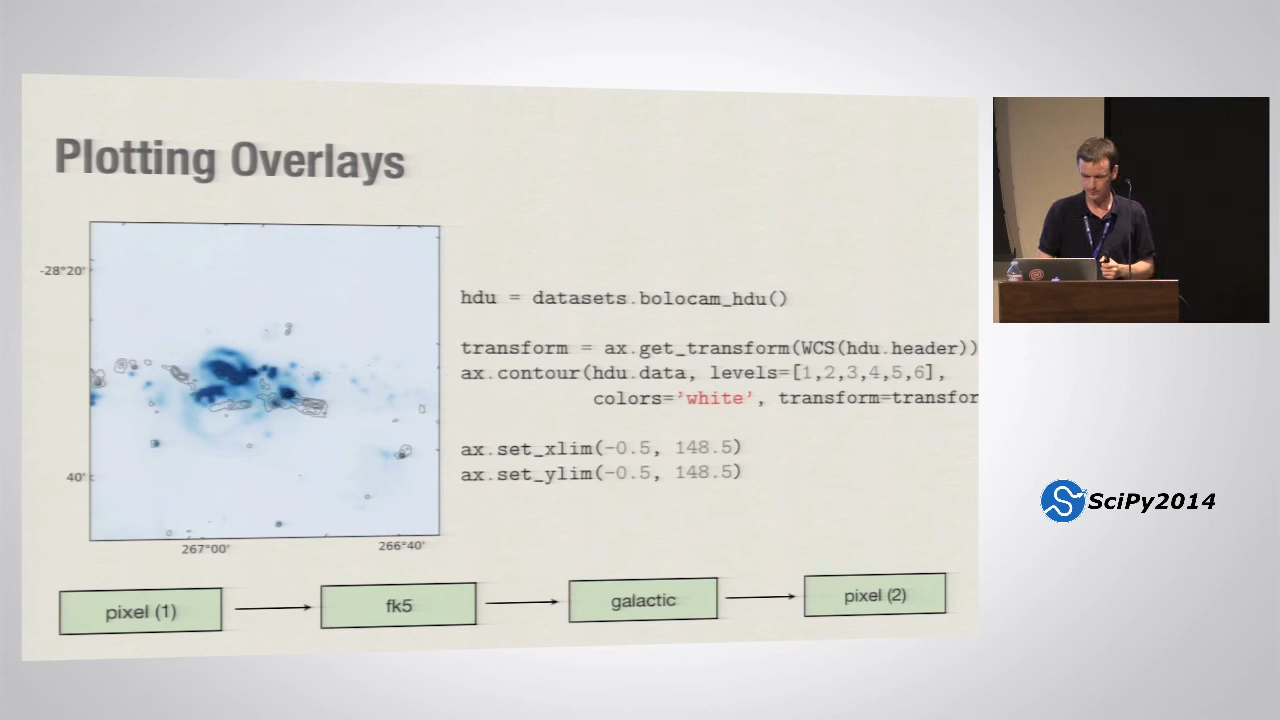 Plotting Overlays
-28°20'
40'
267°00'
266°40'
hdu = datasets.bolocam_hdu()
transform = ax.get_transform(WCS(hdu.header))
ax.contour(hdu.data, levels=[1,2,3,4,5,6],
colors='white', transform=transfor
ax.set_xlim(-0.5, 148.5)
ax.set_ylim(-0.5, 148.5)
pixel (1)
fk5
galactic
pixel (2)
SciPy2014